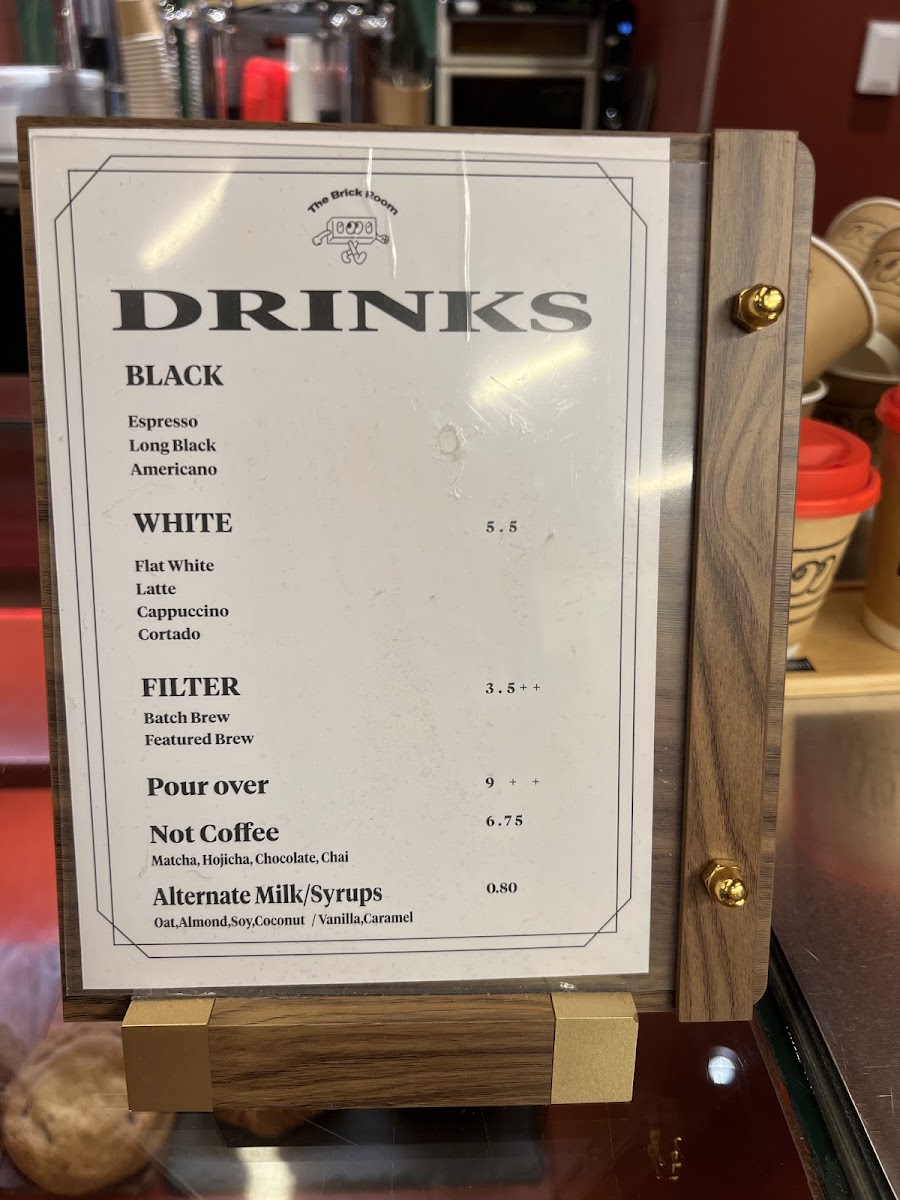 The Brick Room
DRINKS
BLACK
Espresso
Long Black
Americano
WHITE 5.5
Flat White
Latte
Cappuccino
Cortado
FILTER 3.5++
Batch Brew
Featured Brew
Pour over 9 + +
Not Coffee 6.75
Matcha, Hojicha, Chocolate, Chai
Alternate Milk/Syrups 0.80
Oat,Almond,Soy,Coconut / Vanilla,Caramel